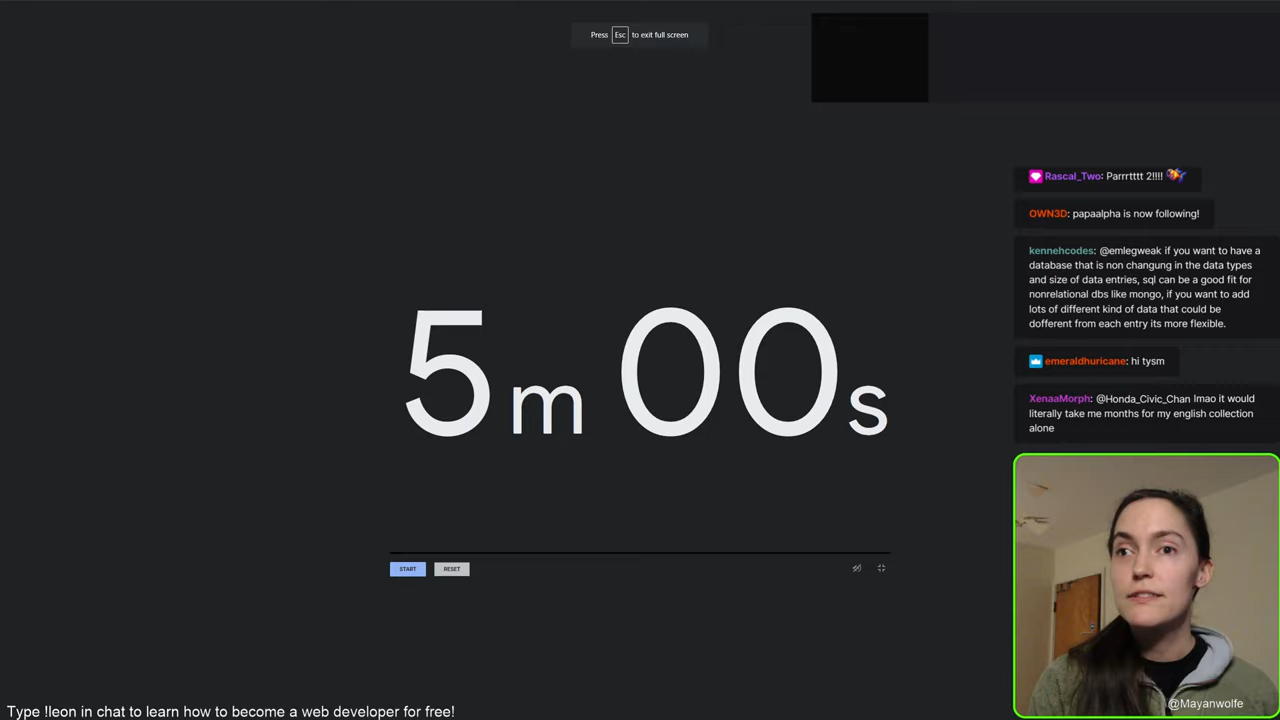 Press Esc to exit full screen
Rascal_Two: Parrrtttt 2!!!!
OWN3D: papaalpha is now following!
kennehcodes: @emlegweak if you want to have a
database that is non changung in the data types
and size of data entries, sql can be a good fit for
nonrelational dbs like mongo, if you want to add
lots of different kind of data that could be
dofferent from each entry its more flexible.
emeraldhuricane: hi tysm
XenaaMorph: @Honda_Civic_Chan lmao it would
literally take me months for my english collection
alone
5m 00s
START RESET
@Mayanwolfe
Type !leon in chat to learn how to become a web developer for free!